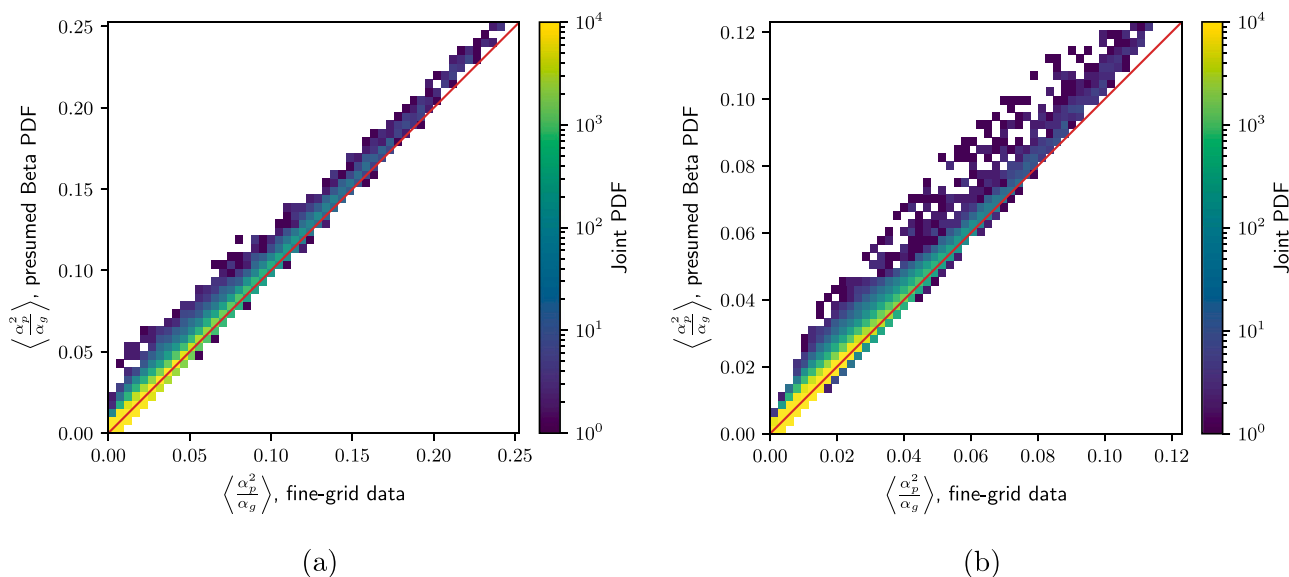 0.25
0.20
0.15
0.10
0.05
0.00
0.00 0.05 0.10 0.15 0.20 0.25
⟨α_p^2/α_g⟩, presumed Beta PDF
⟨α_p^2/α_g⟩, fine-grid data
10^4
10^3
10^2
10^1
10^0
Joint PDF
(a)
0.12
0.10
0.08
0.06
0.04
0.02
0.00
0.00 0.02 0.04 0.06 0.08 0.10 0.12
⟨α_p^2/α_g⟩, presumed Beta PDF
⟨α_p^2/α_g⟩, fine-grid data
10^4
10^3
10^2
10^1
10^0
Joint PDF
(b)